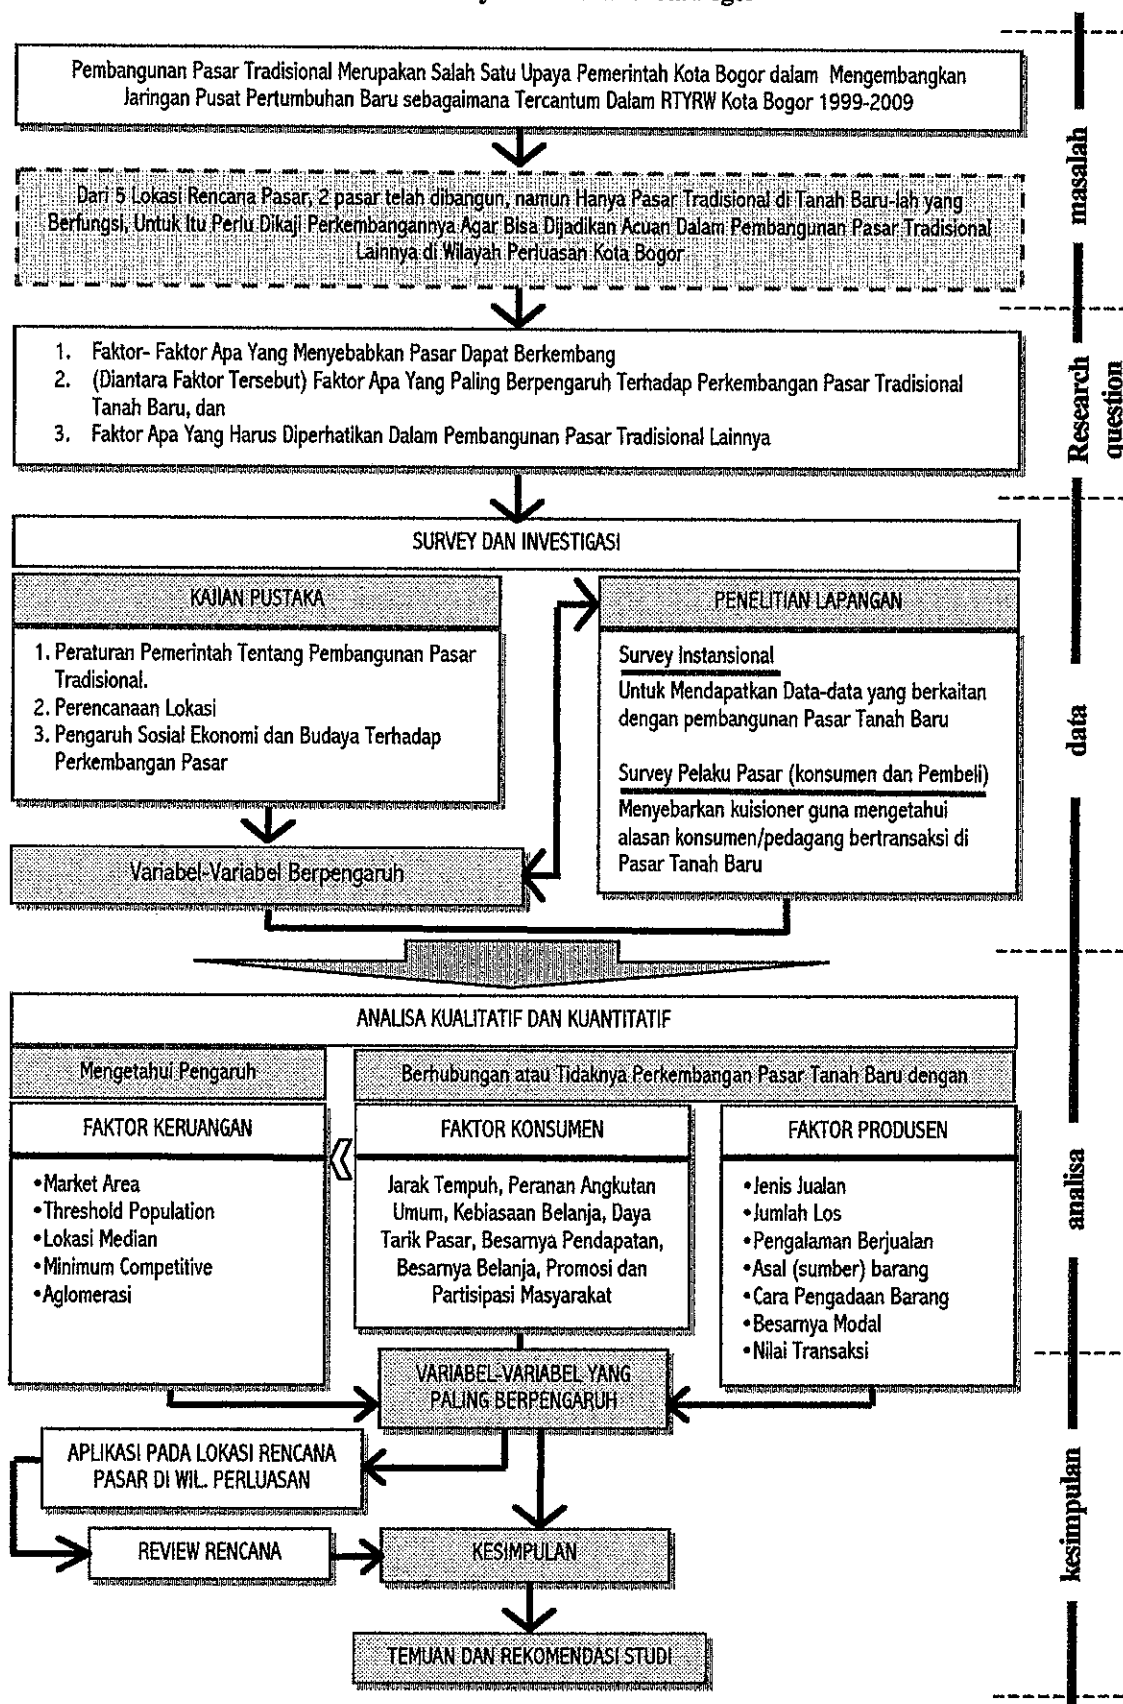 Pembangunan Pasar Tradisional Merupakan Salah Satu Upaya Pemerintah Kota Bogor dalam Mengembangkan
Jaringan Pusat Pertumbuhan Baru sebagaimana Tercantum Dalam RTYRW Kota Bogor 1999-2009
masalah
Dari 5 Lokasi Rencana Pasar, 2 pasar telah dibangun, namun Hanya Pasar Tradisional di Tanah Baru-lah yang
Berfungsi, Untuk Itu Perlu Dikaji Perkembangannya Agar Bisa Dijadikan Acuan Dalam Pembangunan Pasar Tradisional
Lainnya di Wilayah Perluasan Kota Bogor
1. Faktor- Faktor Apa Yang Menyebabkan Pasar Dapat Berkembang
2. (Diantara Faktor Tersebut) Faktor Apa Yang Paling Berpengaruh Terhadap Perkembangan Pasar Tradisional
Tanah Baru, dan
3. Faktor Apa Yang Harus Diperhatikan Dalam Pembangunan Pasar Tradisional Lainnya
Research
question
SURVEY DAN INVESTIGASI
KAJIAN PUSTAKA
1. Peraturan Pemerintah Tentang Pembangunan Pasar
Tradisional.
2. Perencanaan Lokasi
3. Pengaruh Sosial Ekonomi dan Budaya Terhadap
Perkembangan Pasar
Variabel-Variabel Berpengaruh
PENELITIAN LAPANGAN
Survey Instansional
Untuk Mendapatkan Data-data yang berkaitan
dengan pembangunan Pasar Tanah Baru
Survey Pelaku Pasar (konsumen dan Pembeli)
Menyebarkan kuisioner guna mengetahui
alasan konsumen/pedagang bertransaksi di
Pasar Tanah Baru
data
ANALISA KUALITATIF DAN KUANTITATIF
Mengetahui Pengaruh
Berhubungan atau Tidaknya Perkembangan Pasar Tanah Baru dengan
FAKTOR KERUANGAN
•Market Area
•Threshold Population
•Lokasi Median
•Minimum Competitive
•Aglomerasi
FAKTOR KONSUMEN
Jarak Tempuh, Peranan Angkutan
Umum, Kebiasaan Belanja, Daya
Tarik Pasar, Besarnya Pendapatan,
Besarnya Belanja, Promosi dan
Partisipasi Masyarakat
FAKTOR PRODUSEN
•Jenis Jualan
•Jumlah Los
•Pengalaman Berjualan
•Asal (sumber) barang
•Cara Pengadaan Barang
•Besarnya Modal
•Nilai Transaksi
analisa
VARIABEL-VARIABEL YANG
PALING BERPENGARUH
APLIKASI PADA LOKASI RENCANA
PASAR DI WIL. PERLUASAN
REVIEW RENCANA
KESIMPULAN
TEMUAN DAN REKOMENDASI STUDI
kesimpulan